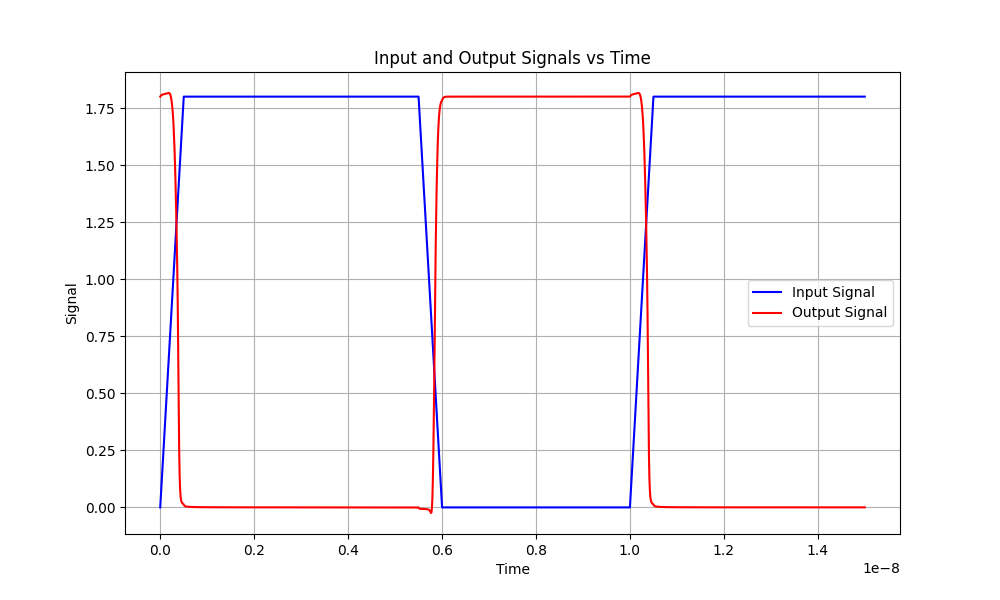 Input and Output Signals vs Time
Signal
1.75
1.50
1.25
1.00
0.75
0.50
0.25
0.00
Input Signal
Output Signal
0.0 0.2 0.4 0.6 0.8 1.0 1.2 1.4
Time
1e−8